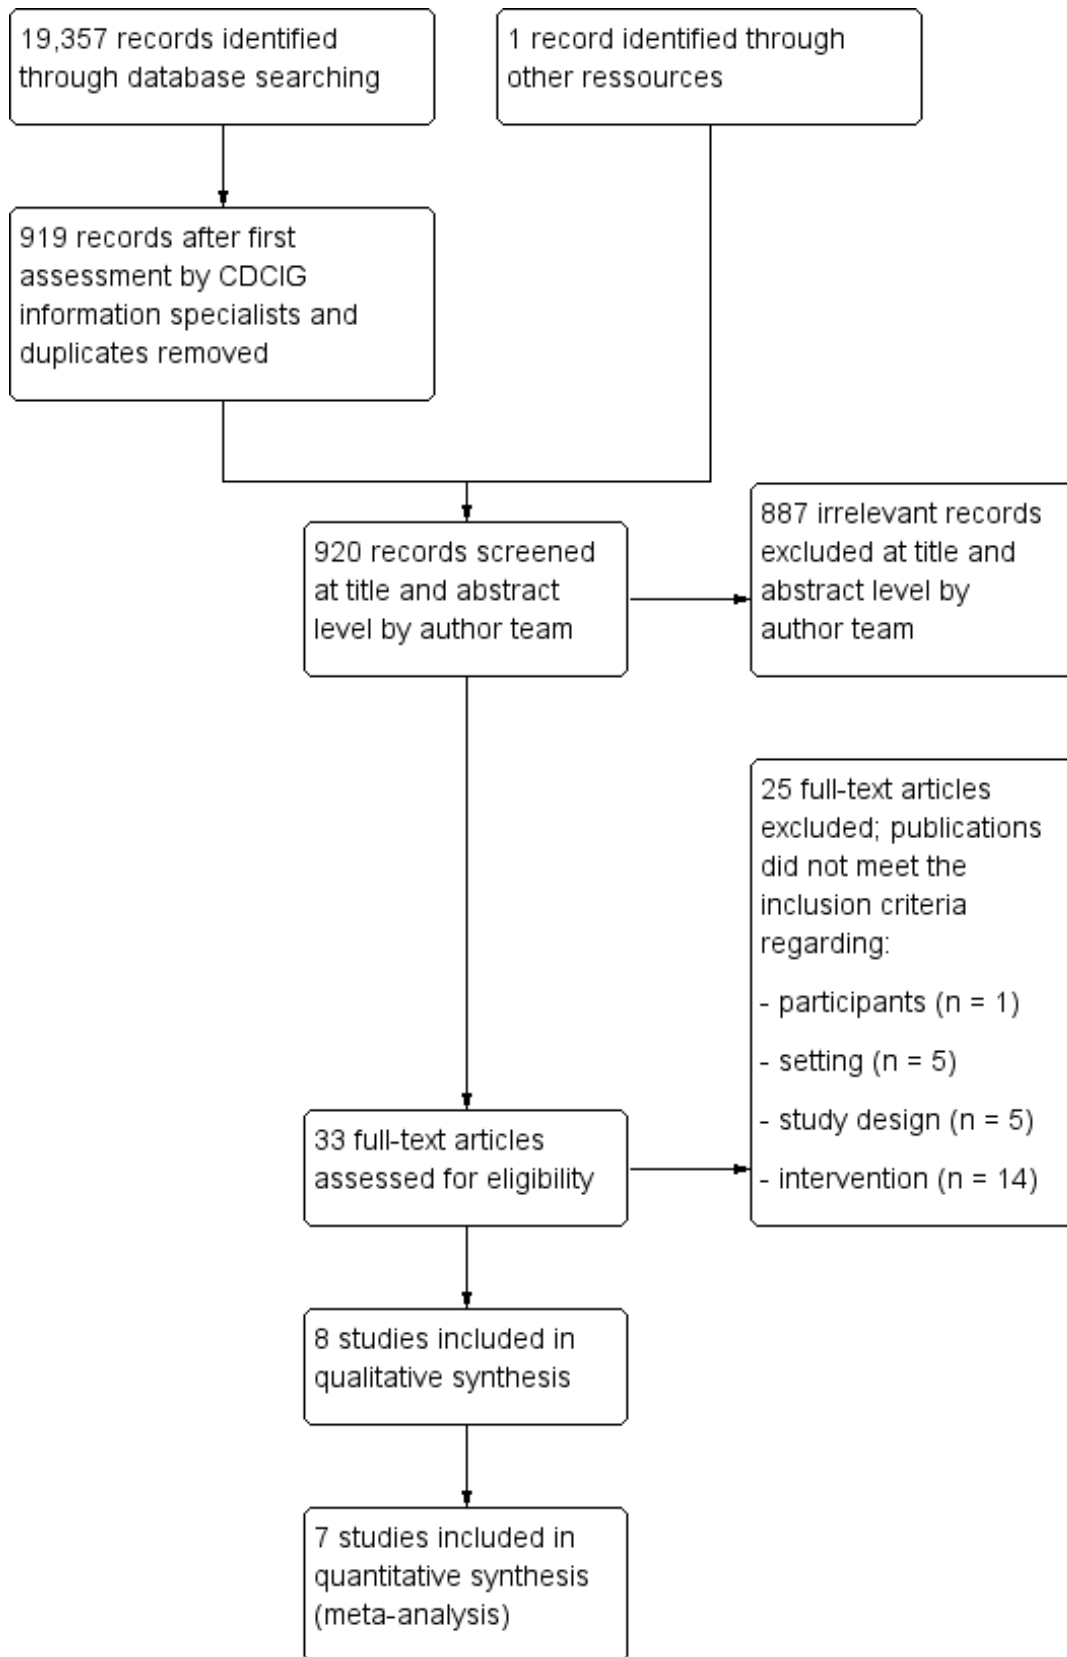 19,357 records identified
through database searching
1 record identified through
other ressources
919 records after first
assessment by CDCIG
information specialists and
duplicates removed
920 records screened
at title and abstract
level by author team
887 irrelevant records
excluded at title and
abstract level by
author team
25 full-text articles
excluded; publications
did not meet the
inclusion criteria
regarding:
- participants (n = 1)
- setting (n = 5)
- study design (n = 5)
- intervention (n = 14)
33 full-text articles
assessed for eligibility
8 studies included in
qualitative synthesis
7 studies included in
quantitative synthesis
(meta-analysis)